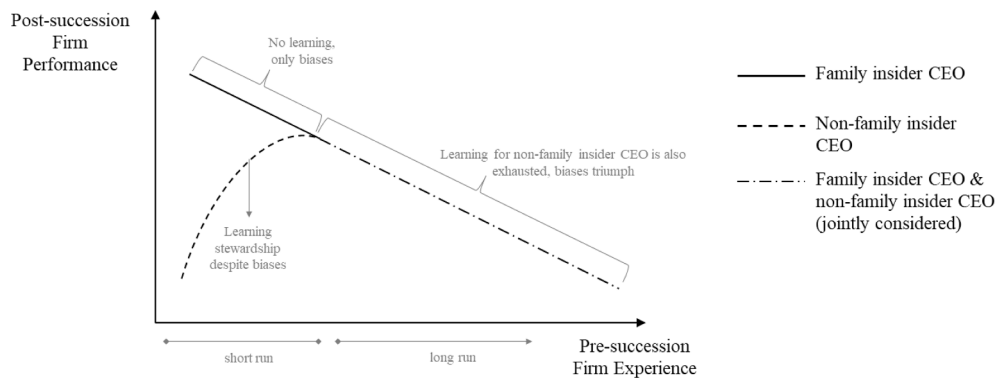 Post-succession
Firm
Performance
No learning,
only biases
Learning for non-family insider CEO is also
exhausted, biases triumph
Learning
stewardship
despite biases
short run
long run
Pre-succession
Firm Experience
Family insider CEO
Non-family insider
CEO
Family insider CEO &
non-family insider CEO
(jointly considered)